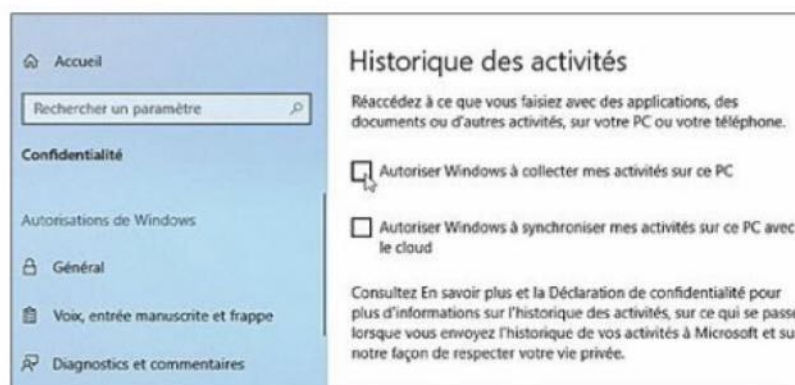 Accueil
Rechercher un paramètre
Confidentialité
Autorisations de Windows
Général
Voix, entrée manuscrite et frappe
Diagnostics et commentaires
Historique des activités
Réaccédez à ce que vous faisiez avec des applications, des
documents ou d'autres activités, sur votre PC ou votre téléphone.
Autoriser Windows à collecter mes activités sur ce PC
Autoriser Windows à synchroniser mes activités sur ce PC avec
le cloud
Consultez En savoir plus et la Déclaration de confidentialité pour
plus d'informations sur l'historique des activités, sur ce qui se passe
lorsque vous envoyez l'historique de vos activités à Microsoft et su
notre façon de respecter votre vie privée.